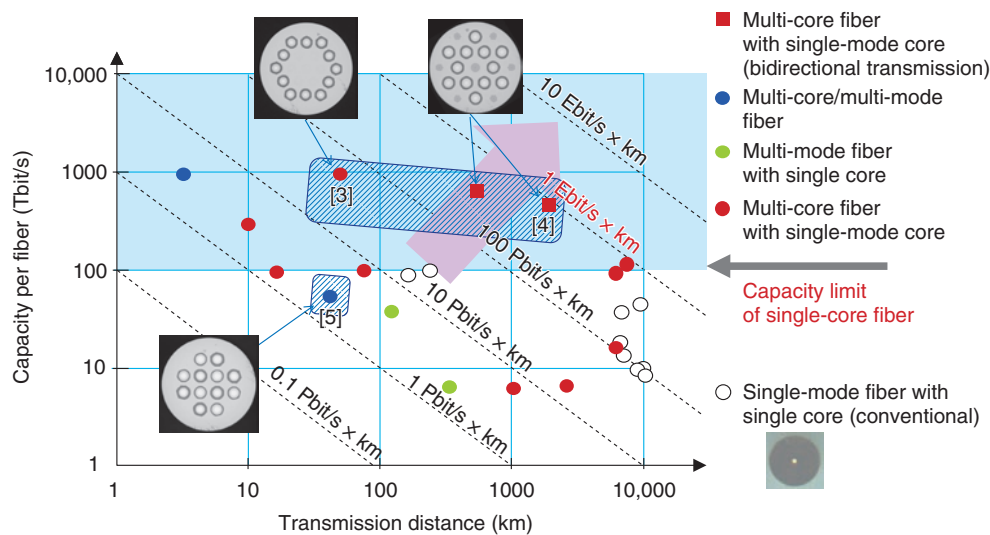 Capacity per fiber (Tbit/s)
10,000
1000
100
10
1
1
10
100
1000
10,000
Transmission distance (km)
[3]
[4]
[5]
0.1 Pbit/s × km
1 Pbit/s × km
10 Pbit/s × km
100 Pbit/s × km
1 Ebit/s × km
10 Ebit/s × km
Multi-core fiber
with single-mode core
(bidirectional transmission)
Multi-core/multi-mode
fiber
Multi-mode fiber
with single core
Multi-core fiber
with single-mode core
Capacity limit
of single-core fiber
Single-mode fiber with
single core (conventional)